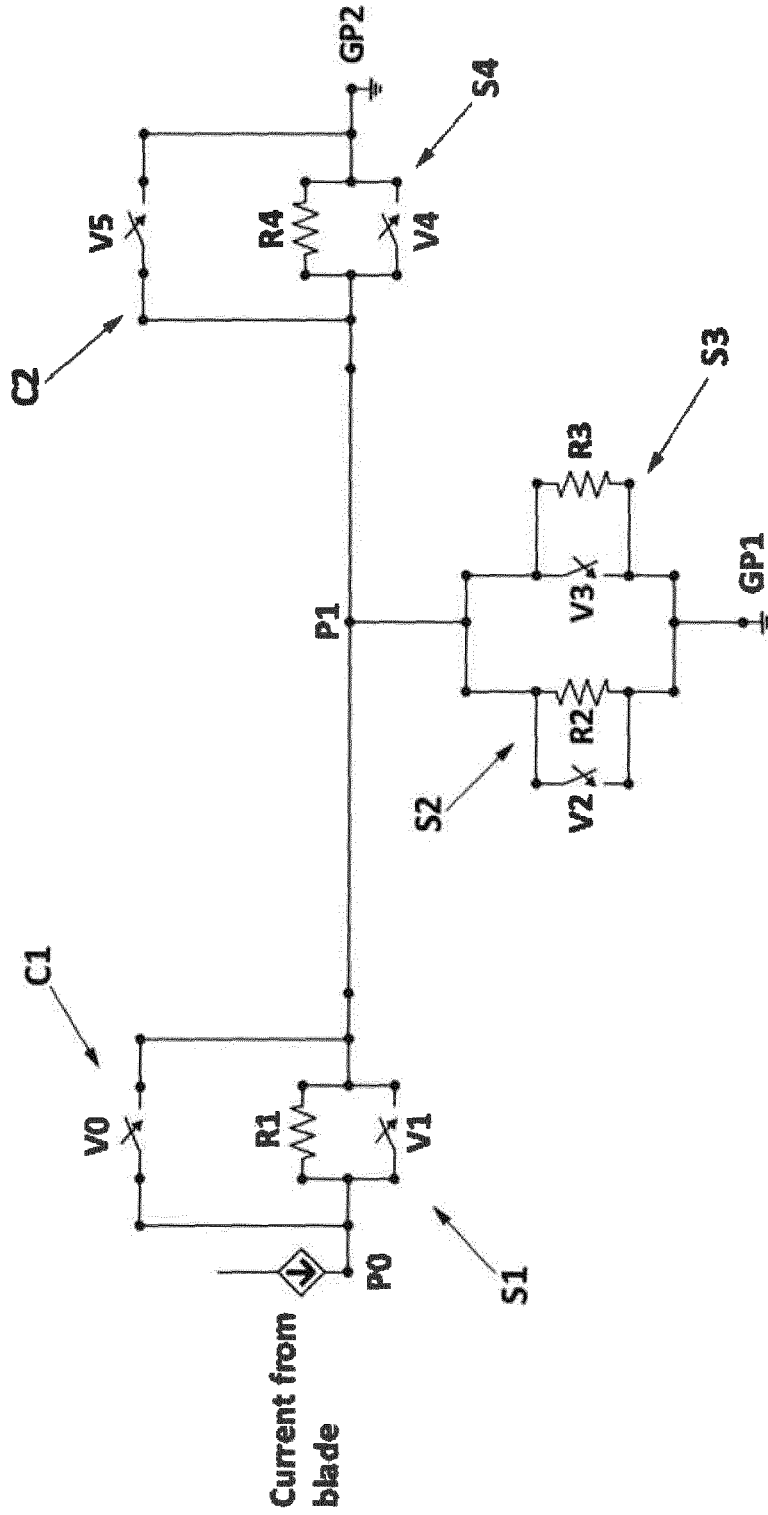 Current from
blade
P0
S1
C1
V0
R1
V1
P1
S2
V2
R2
V3
R3
S3
GP1
C2
V5
R4
V4
S4
GP2